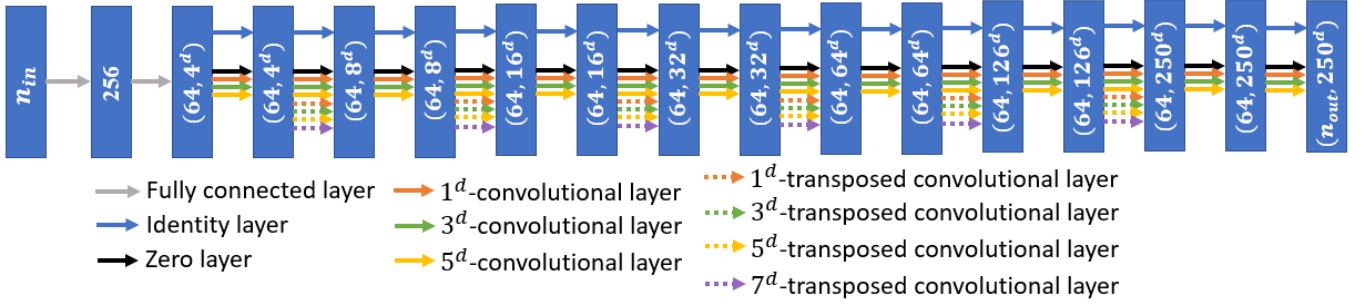 n_in
256
(64, 4^d)
(64, 4^d)
(64, 8^d)
(64, 8^d)
(64, 16^d)
(64, 16^d)
(64, 32^d)
(64, 32^d)
(64, 64^d)
(64, 64^d)
(64, 126^d)
(64, 126^d)
(64, 250^d)
(64, 250^d)
(n_out, 250^d)
Fully connected layer
Identity layer
Zero layer
1^d-convolutional layer
3^d-convolutional layer
5^d-convolutional layer
1^d-transposed convolutional layer
3^d-transposed convolutional layer
5^d-transposed convolutional layer
7^d-transposed convolutional layer